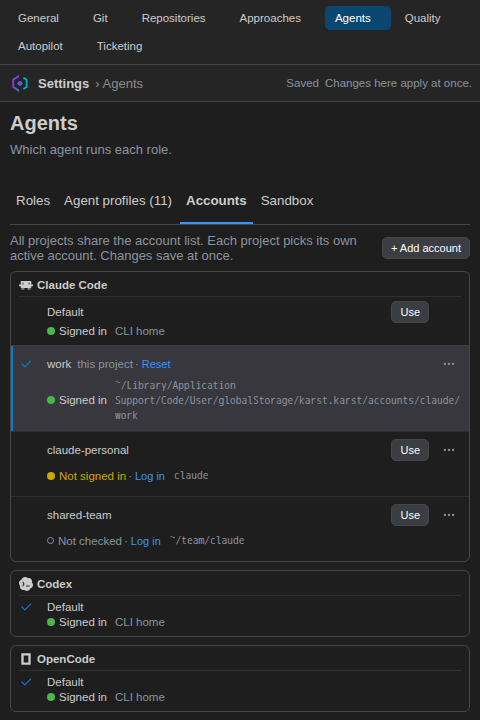 General Git Repositories Approaches Agents Quality
Autopilot Ticketing
Settings › Agents Saved Changes here apply at once.
Agents
Which agent runs each role.
Roles Agent profiles (11) Accounts Sandbox
All projects share the account list. Each project picks its own
active account. Changes save at once.
+ Add account
Claude Code
Default Use
Signed in CLI home
work this project · Reset ···
~/Library/Application
Signed in Support/Code/User/globalStorage/karst.karst/accounts/claude/
work
claude-personal Use ···
Not signed in · Log in claude
shared-team Use ···
Not checked · Log in ~/team/claude
Codex
Default
Signed in CLI home
OpenCode
Default
Signed in CLI home